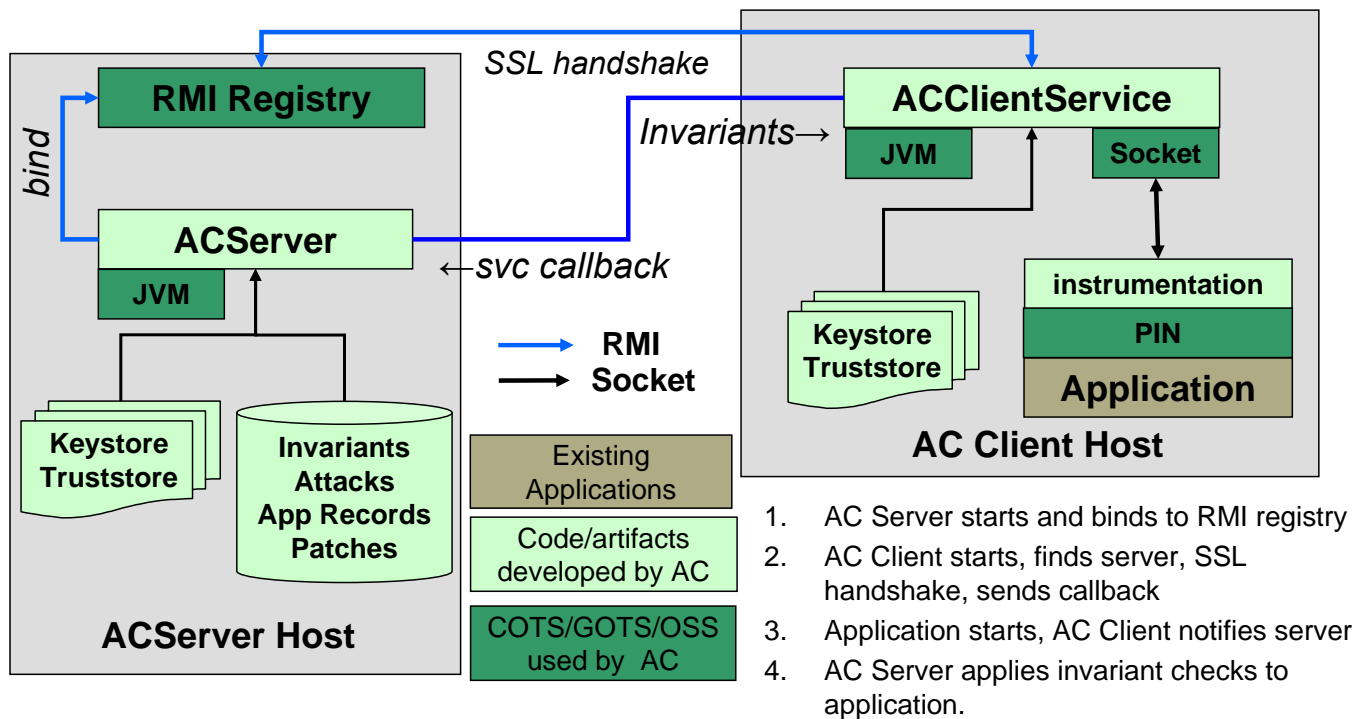 SSL handshake
RMI Registry
bind
ACServer
JVM
←svc callback
Keystore
Truststore
Invariants
Attacks
App Records
Patches
ACServer Host
ACClientService
Invariants→
JVM
Socket
instrumentation
PIN
Application
Keystore
Truststore
AC Client Host
RMI
Socket
Existing
Applications
Code/artifacts
developed by AC
COTS/GOTS/OSS
used by AC
1. AC Server starts and binds to RMI registry
2. AC Client starts, finds server, SSL
handshake, sends callback
3. Application starts, AC Client notifies server
4. AC Server applies invariant checks to
application.